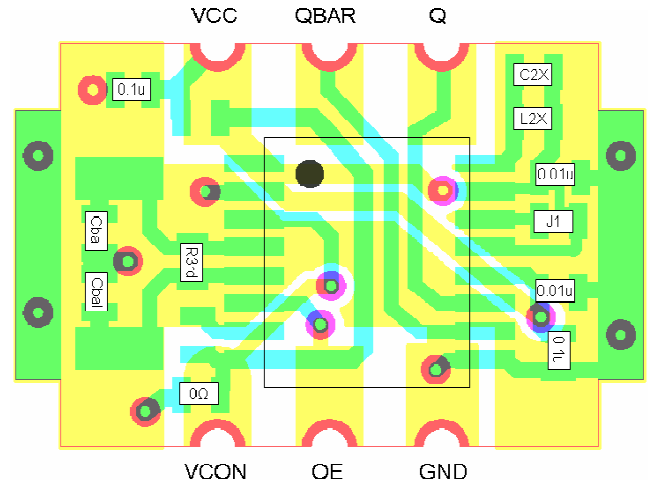 VCC QBAR Q
0.1u
C2X
L2X
0.01u
J1
Cba
R3rd
Cbal
0.01u
0.1u
0Ω
VCON OE GND